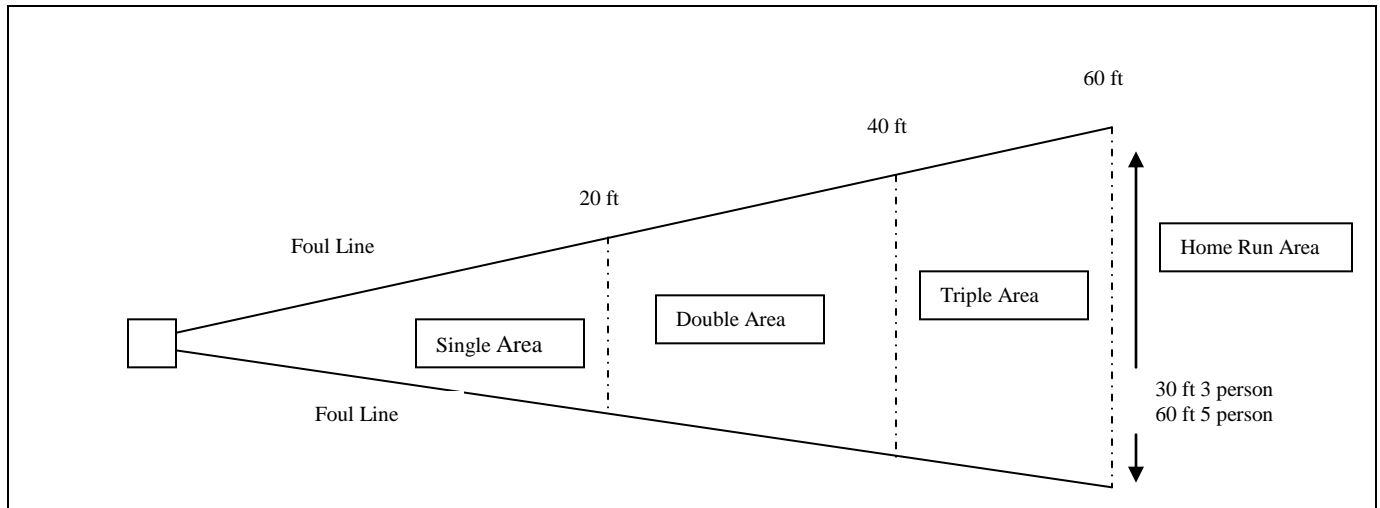 60 ft
40 ft
20 ft
Foul Line
Home Run Area
Triple Area
Double Area
Single Area
30 ft 3 person
60 ft 5 person
Foul Line